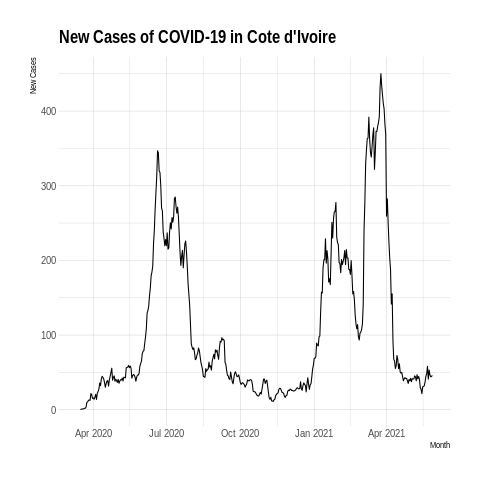 New Cases of COVID-19 in Cote d'Ivoire
New Cases
400
300
200
100
0
Apr 2020 Jul 2020 Oct 2020 Jan 2021 Apr 2021
Month